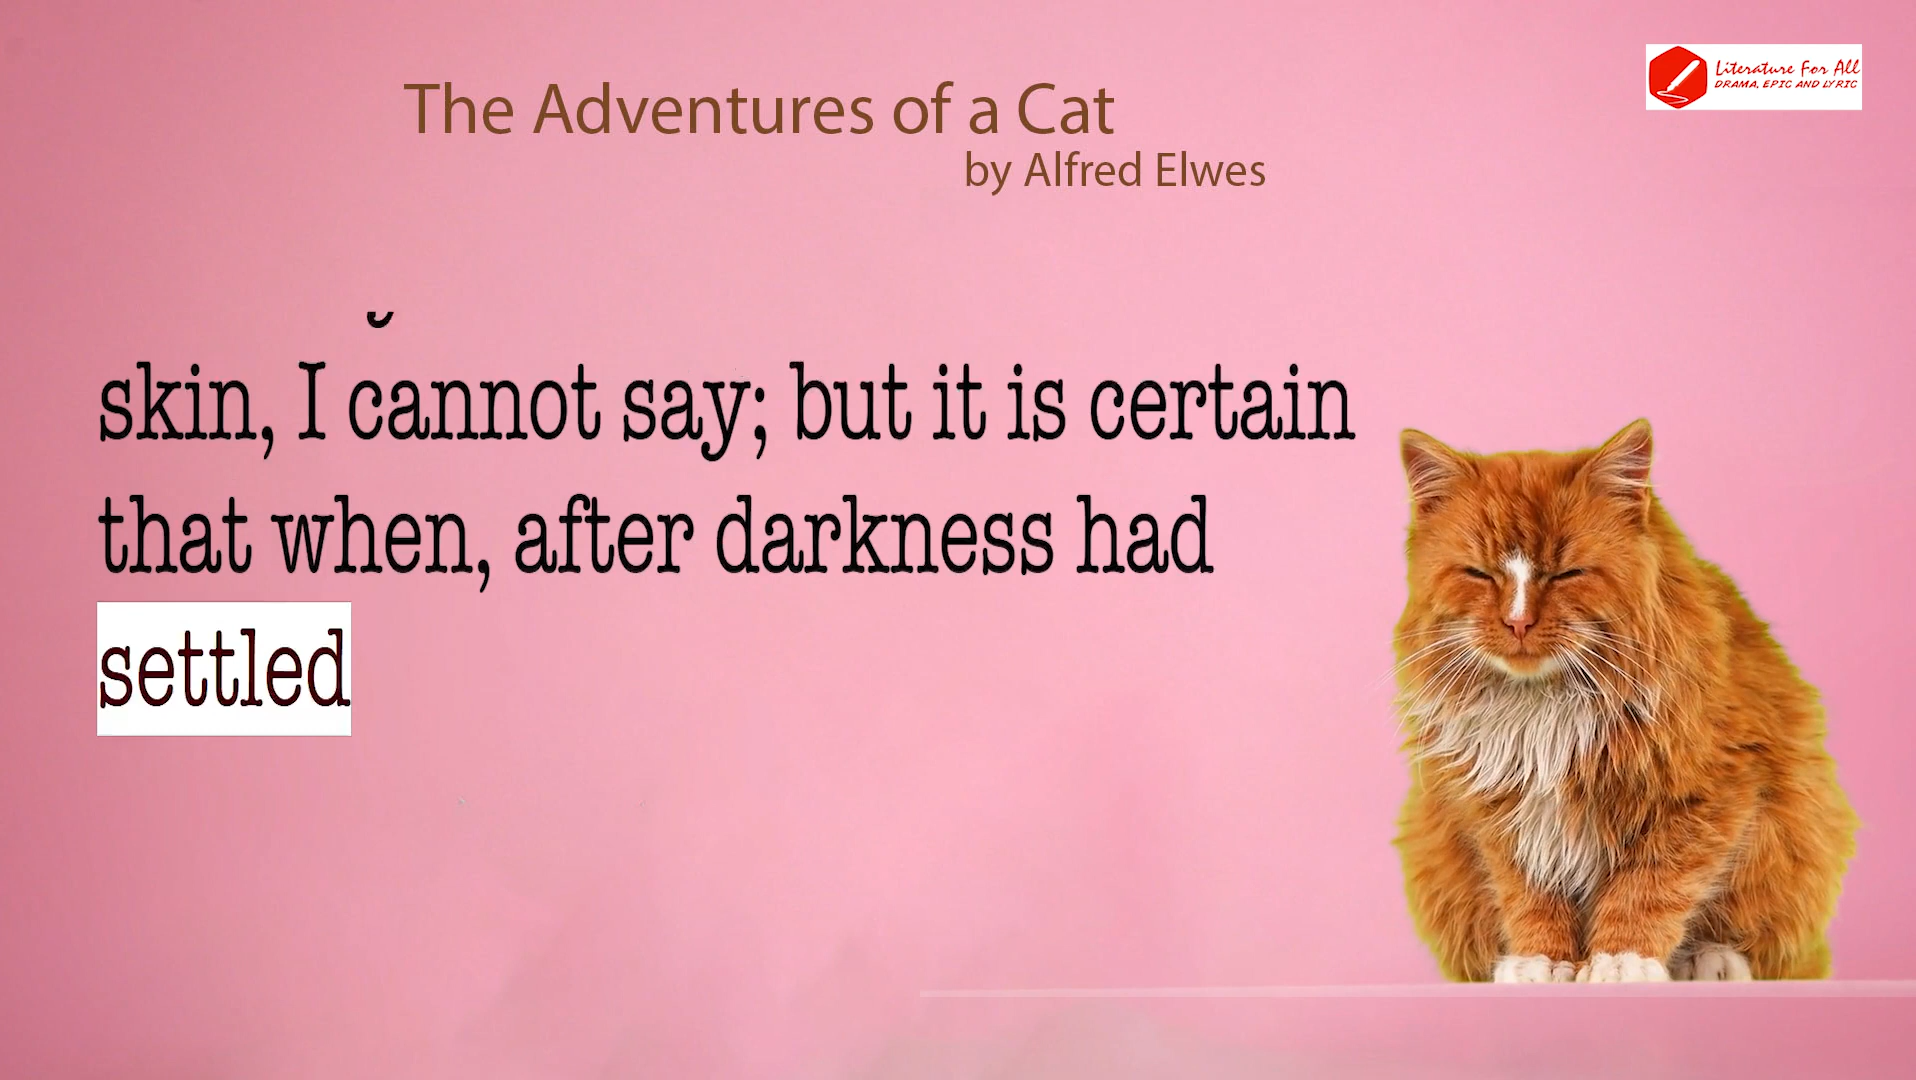 The Adventures of a Cat
by Alfred Elwes
Literature For All
DRAMA, EPIC AND LYRIC
skin, I cannot say; but it is certain
that when, after darkness had
settled